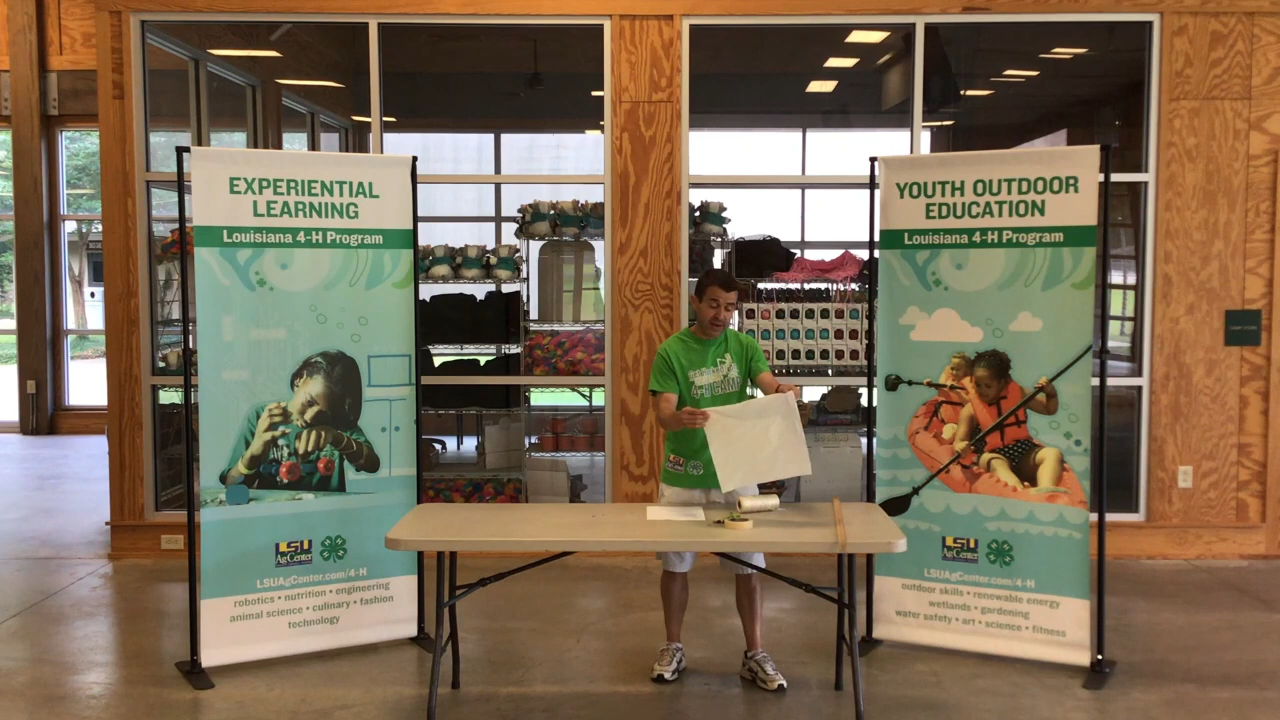 EXPERIENTIAL
LEARNING
Louisiana 4-H Program
LSU
AgCenter
H H
LSUAgCenter.com/4-H
robotics • nutrition • engineering
animal science • culinary • fashion
technology
4-H CAMP
LSU
YOUTH OUTDOOR
EDUCATION
Louisiana 4-H Program
LSU
AgCenter
LSUAgCenter.com/4-H
outdoor skills • renewable energy
wetlands • gardening
water safety • art • science • fitness